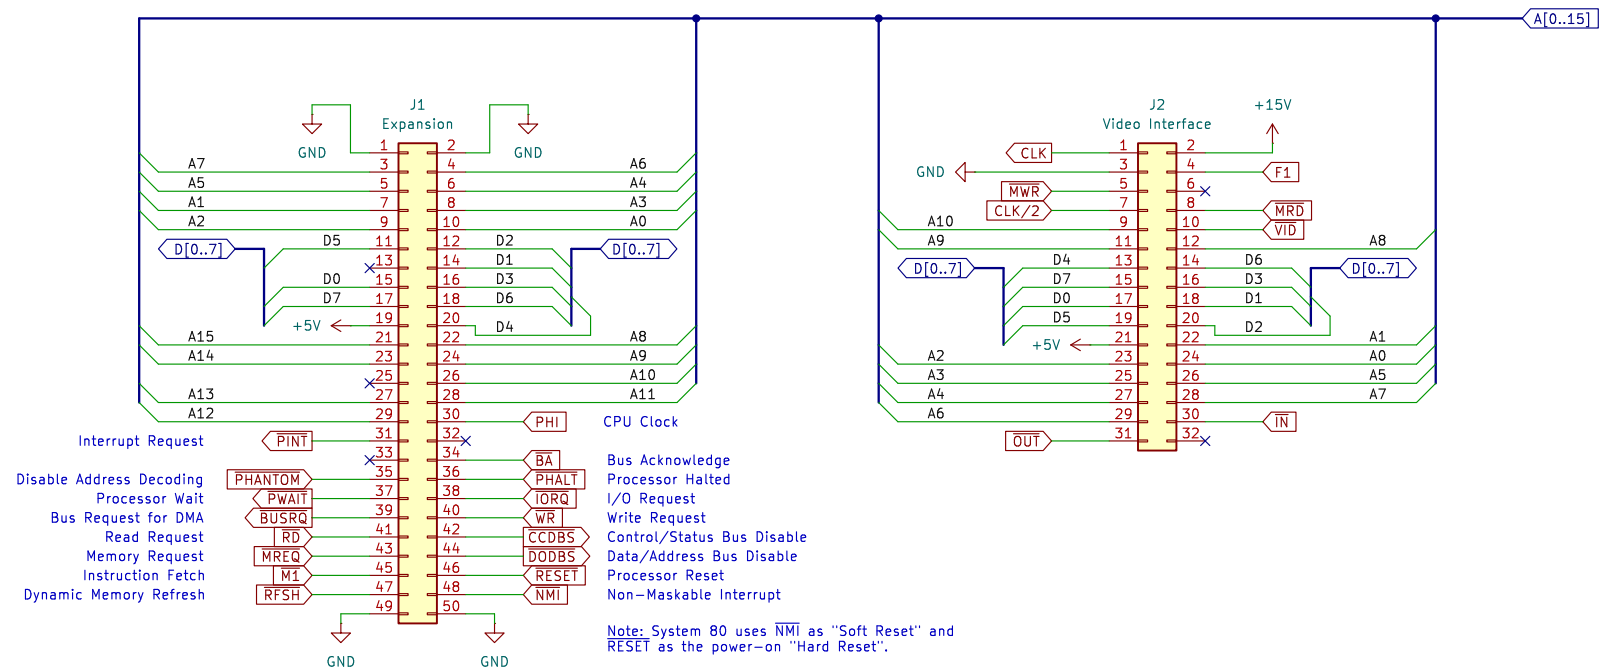 A[0..15]
J1
Expansion
J2
Video Interface
+15V
GND
GND
1 2
CLK 1 2
A7 3 4 A6
GND 3 4 F1
A5 5 6 A4
MWR 5 6
A1 7 8 A3
CLK/2 7 8 MRD
A2 9 10 A0
A10 9 10 VID
D[0..7] D5 11 12 D2 D[0..7]
A9 11 12 A8
13 14 D1
D[0..7] D4 13 14 D6 D[0..7]
D0 15 16 D3
D7 15 16 D3
D7 17 18 D6
D0 17 18 D1
+5V 19 20 D4
D5 19 20 D2
A15 21 22 A8
+5V 21 22 A1
A14 23 24 A9
A2 23 24 A0
25 26 A10
A3 25 26 A5
A13 27 28 A11
A4 27 28 A7
A12 29 30 PHI CPU Clock
A6 29 30 IN
Interrupt Request PINT 31 32
OUT 31 32
33 34 BA Bus Acknowledge
Disable Address Decoding PHANTOM 35 36 PHALT Processor Halted
Processor Wait PWAIT 37 38 IORQ I/O Request
Bus Request for DMA BUSRQ 39 40 WR Write Request
Read Request RD 41 42 CCDBS Control/Status Bus Disable
Memory Request MREQ 43 44 DODBS Data/Address Bus Disable
Instruction Fetch M1 45 46 RESET Processor Reset
Dynamic Memory Refresh RFSH 47 48 NMI Non-Maskable Interrupt
49 50
GND
GND
Note: System 80 uses NMI as "Soft Reset" and
RESET as the power-on "Hard Reset".